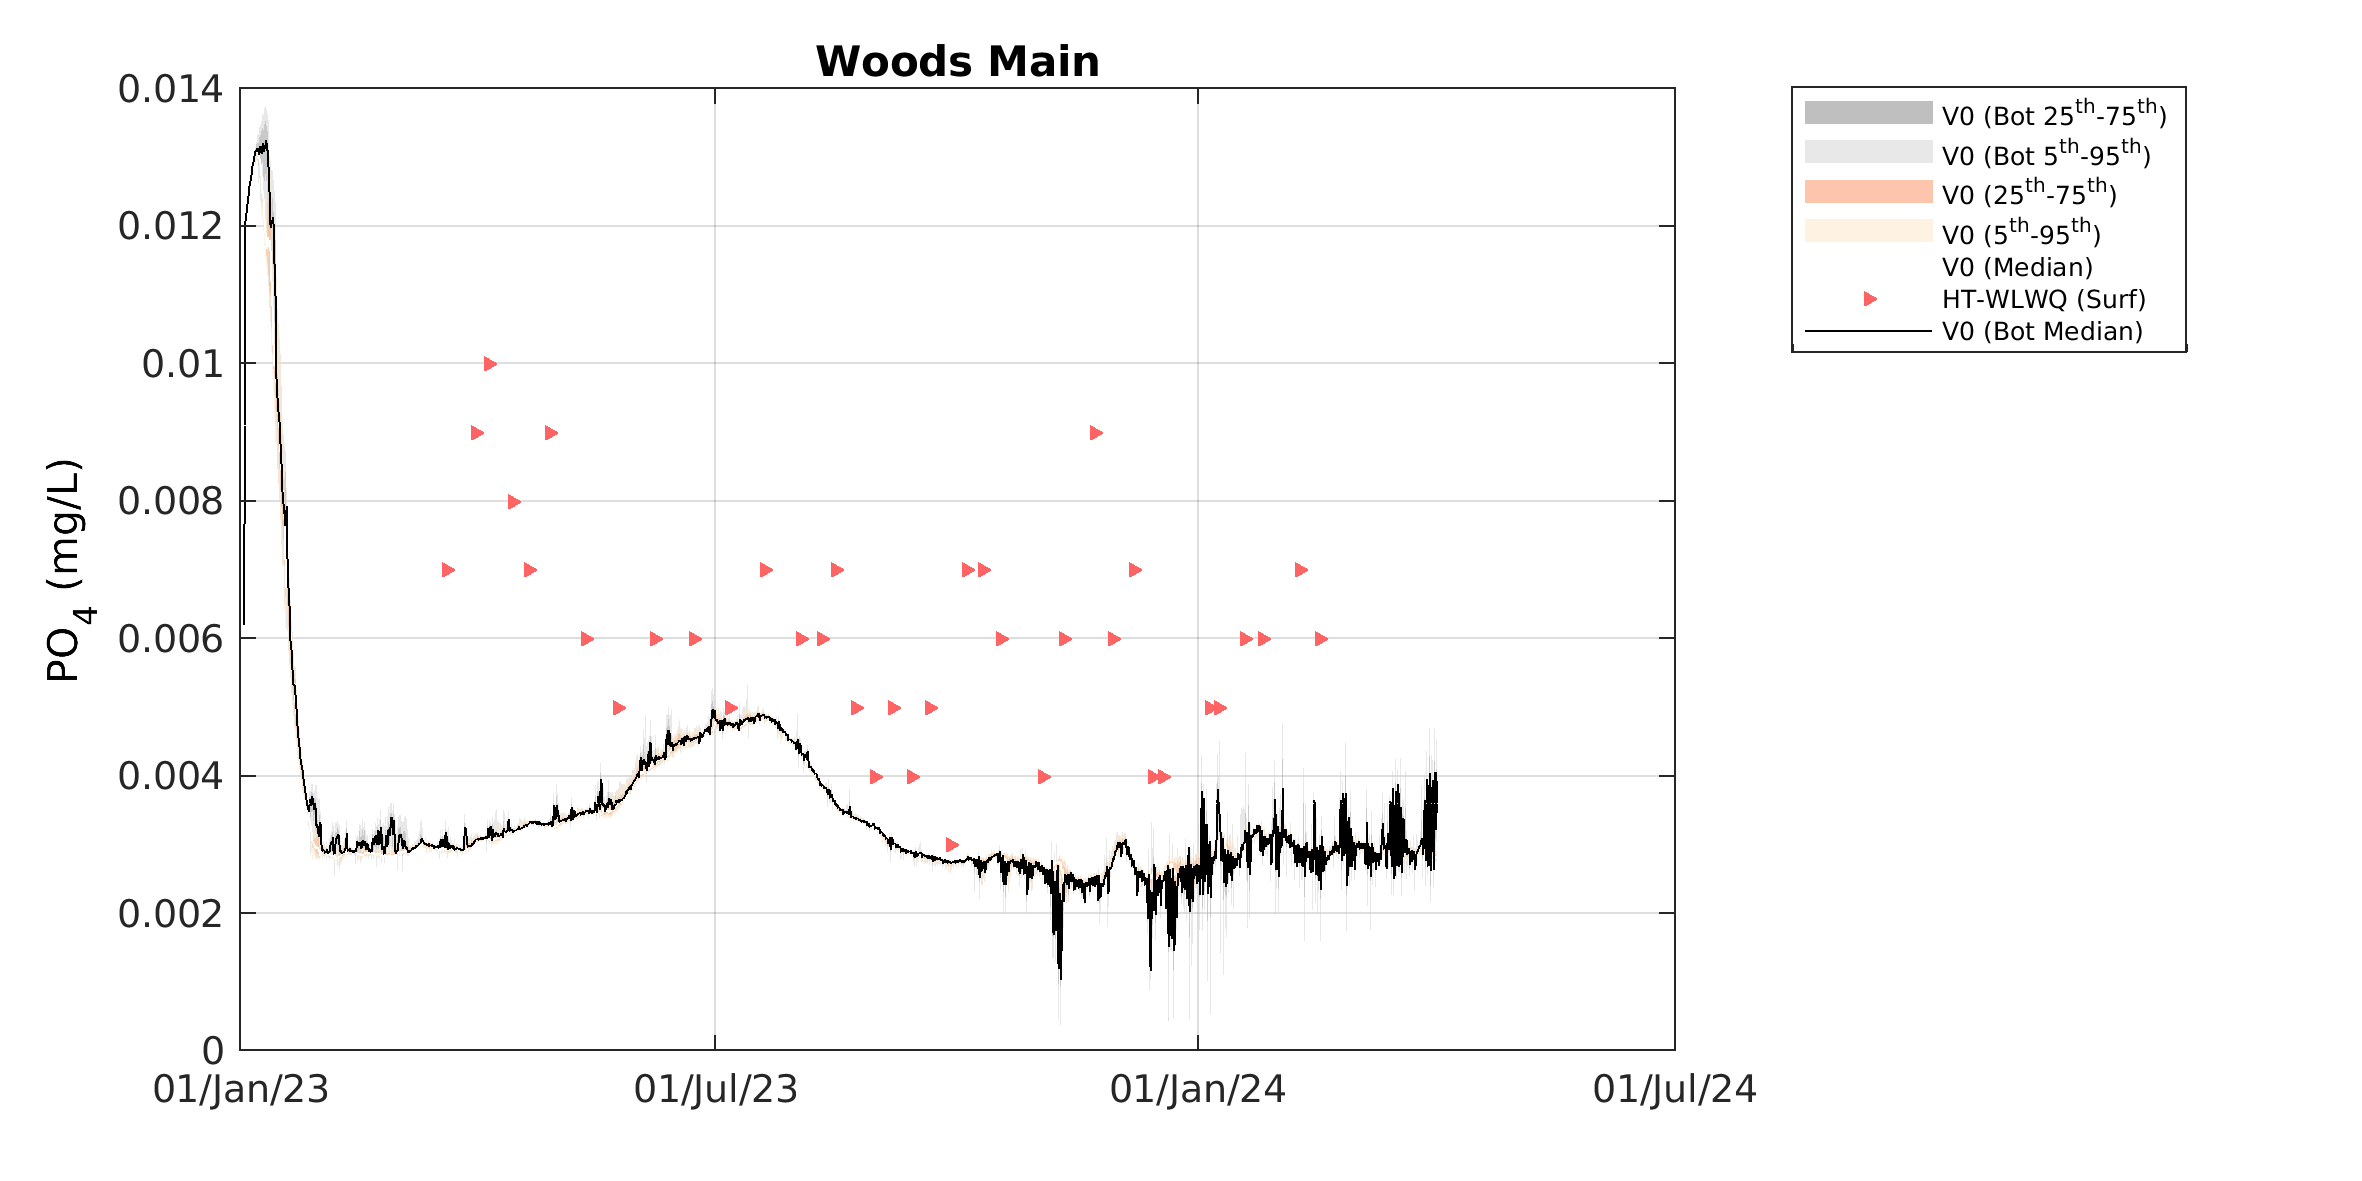 Woods Main
0.014
0.012
0.01
0.008
0.006
0.004
0.002
0
PO4 (mg/L)
01/Jan/23
01/Jul/23
01/Jan/24
01/Jul/24
V0 (Bot 25th-75th)
V0 (Bot 5th-95th)
V0 (25th-75th)
V0 (5th-95th)
V0 (Median)
HT-WLWQ (Surf)
V0 (Bot Median)